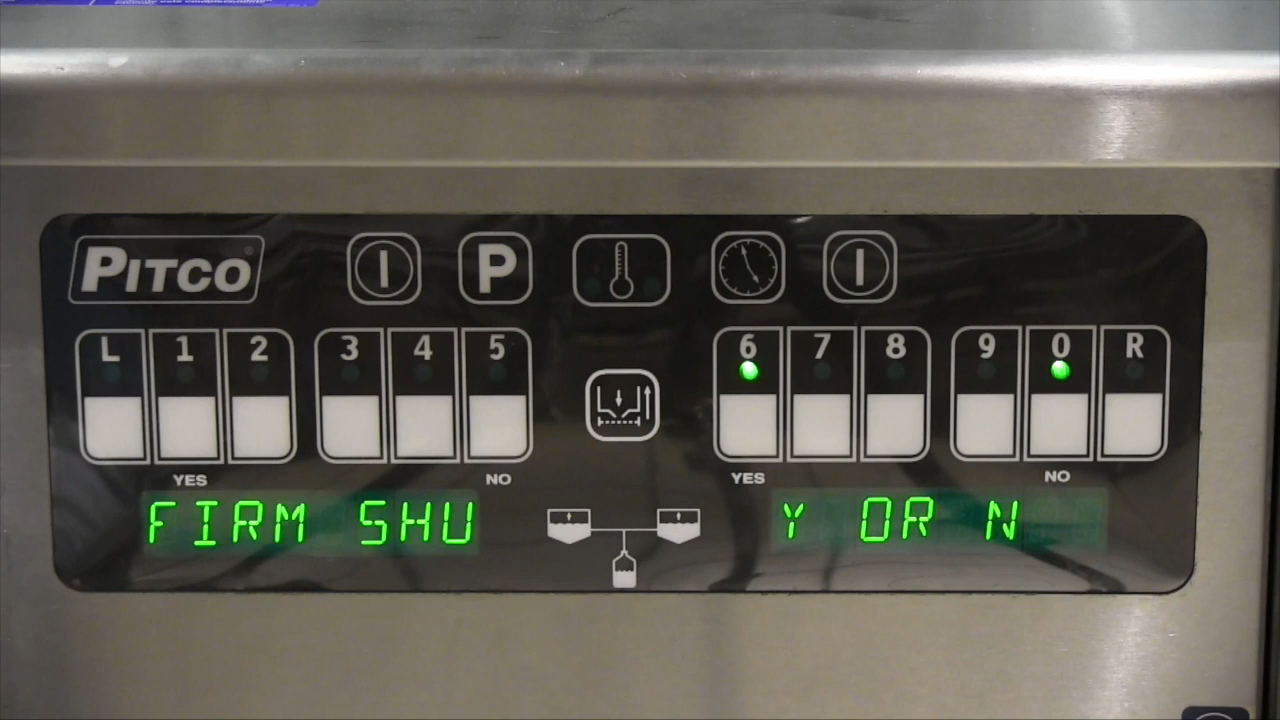 PITCO
®
I P I
L 1 2 3 4 5 6 7 8 9 0 R
YES NO YES NO
FIRM SHU Y OR N